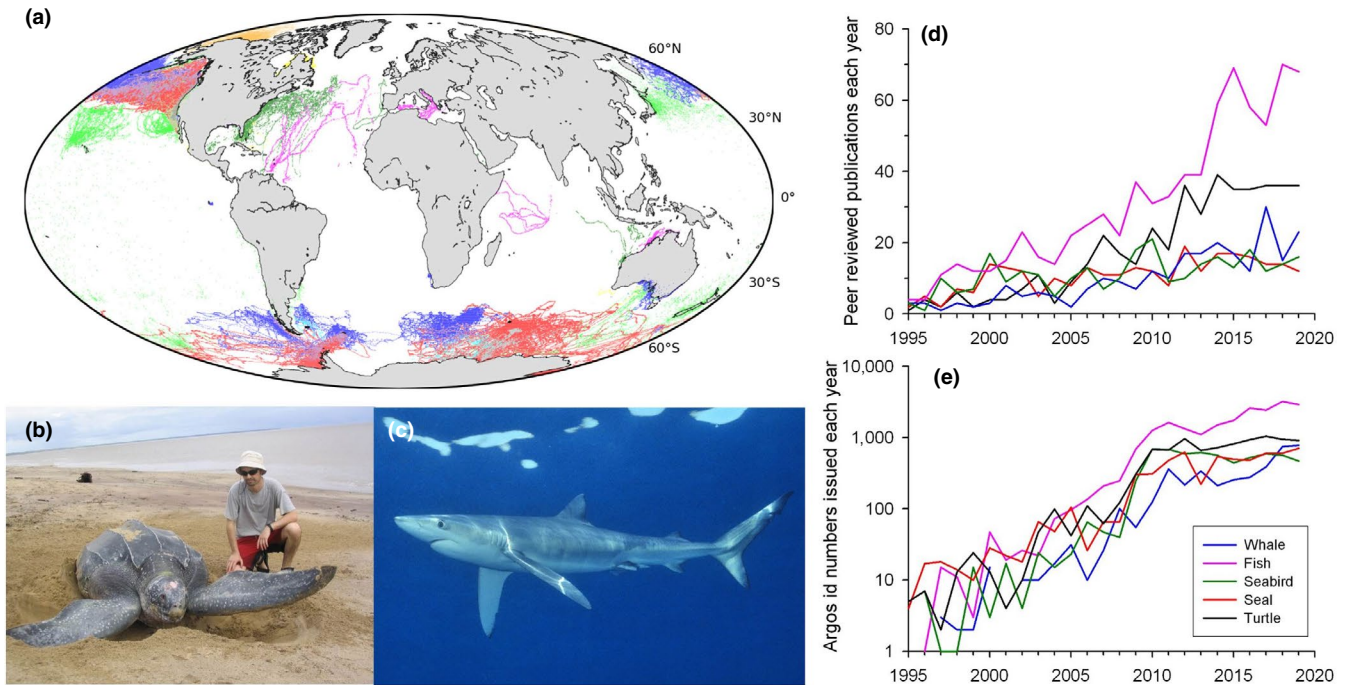 (a)
60°N
30°N
0°
30°S
60°S
(b)
(c)
(d)
Peer reviewed publications each year
80
60
40
20
0
1995 2000 2005 2010 2015 2020
(e)
Argos id numbers issued each year
10,000
1,000
100
10
1
Whale
Fish
Seabird
Seal
Turtle
1995 2000 2005 2010 2015 2020